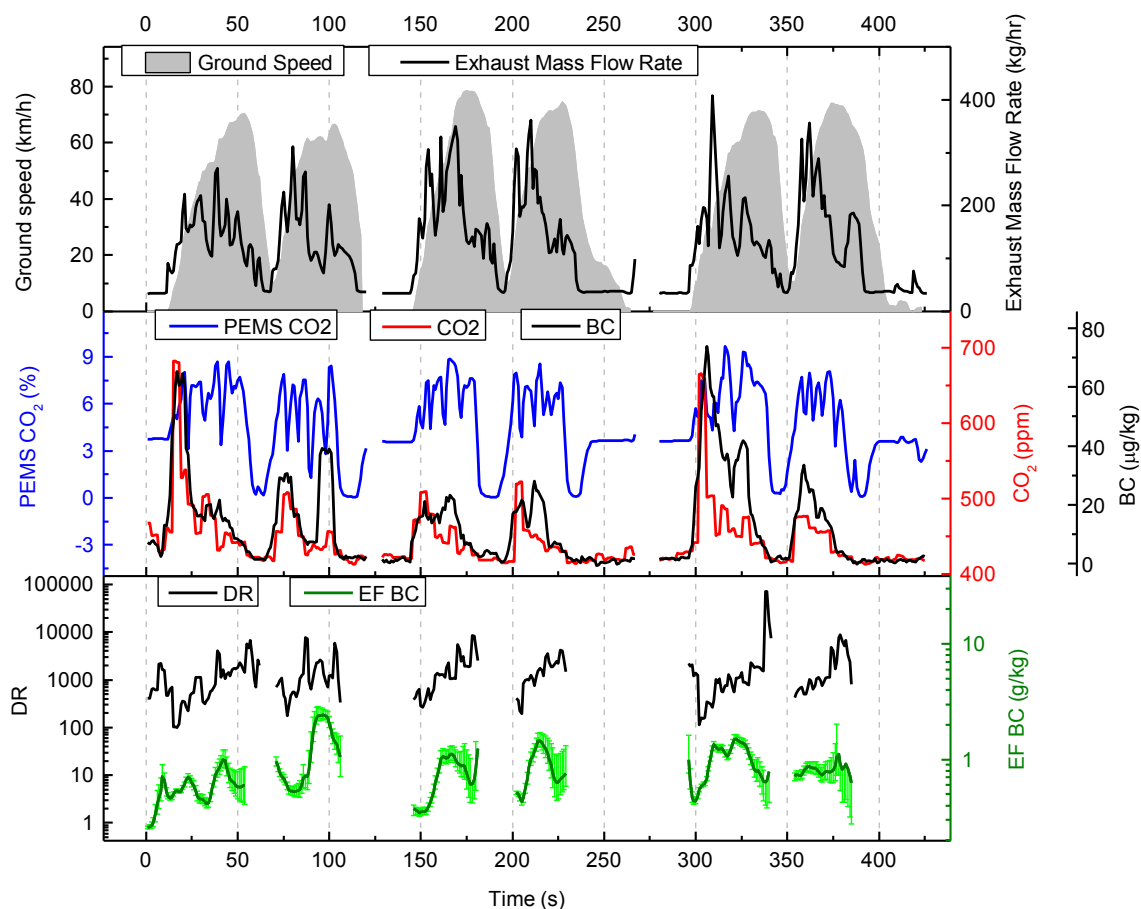 0 50 100 150 200 250 300 350 400
Ground Speed
Exhaust Mass Flow Rate
Ground speed (km/h)
80
60
40
20
0
Exhaust Mass Flow Rate (kg/hr)
400
200
0
PEMS CO2
CO2
BC
PEMS CO₂ (%)
9
6
3
0
-3
CO₂ (ppm)
700
600
500
400
BC (μg/kg)
80
60
40
20
0
DR
EF BC
DR
100000
10000
1000
100
10
1
EF BC (g/kg)
10
1
0 50 100 150 200 250 300 350 400
Time (s)